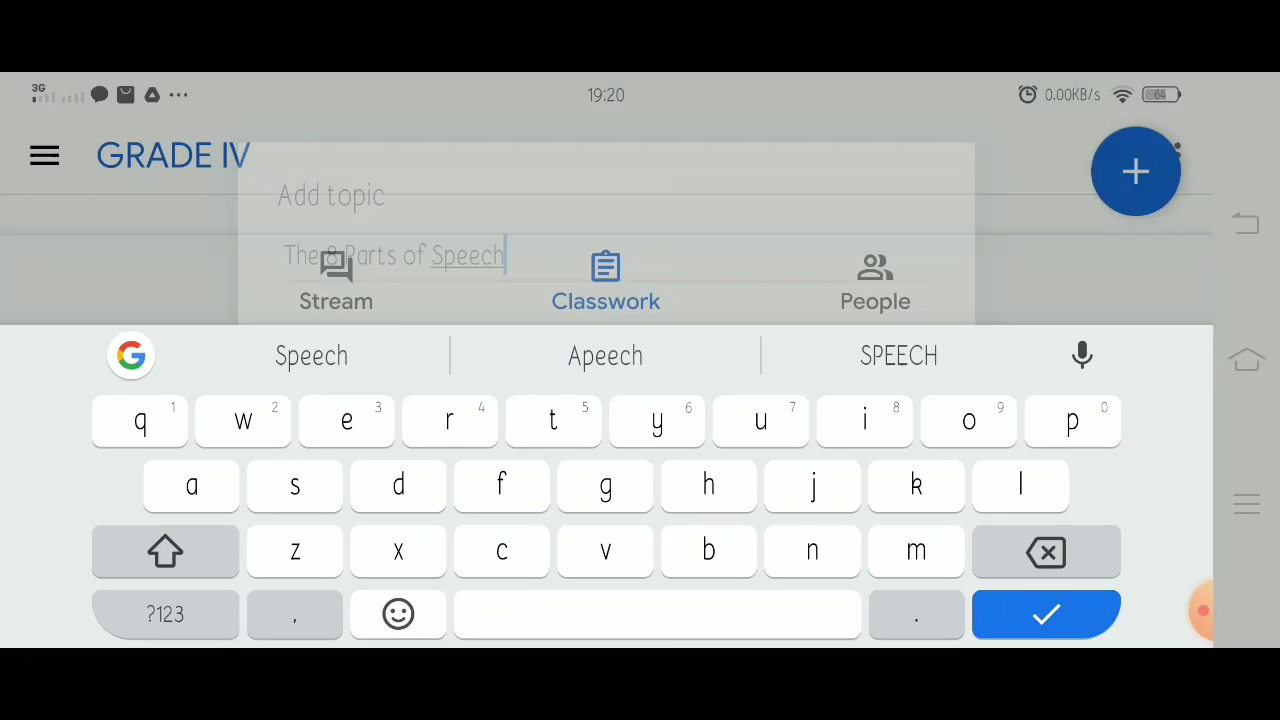 3G 19:20 0.00KB/s 64
GRADE IV
Add topic
The 8 Parts of Speech
Stream Classwork People
Speech Apeech SPEECH
q 1 w 2 e 3 r 4 t 5 y 6 u 7 i 8 o 9 p 0
a s d f g h j k l
z x c v b n m
?123 , .